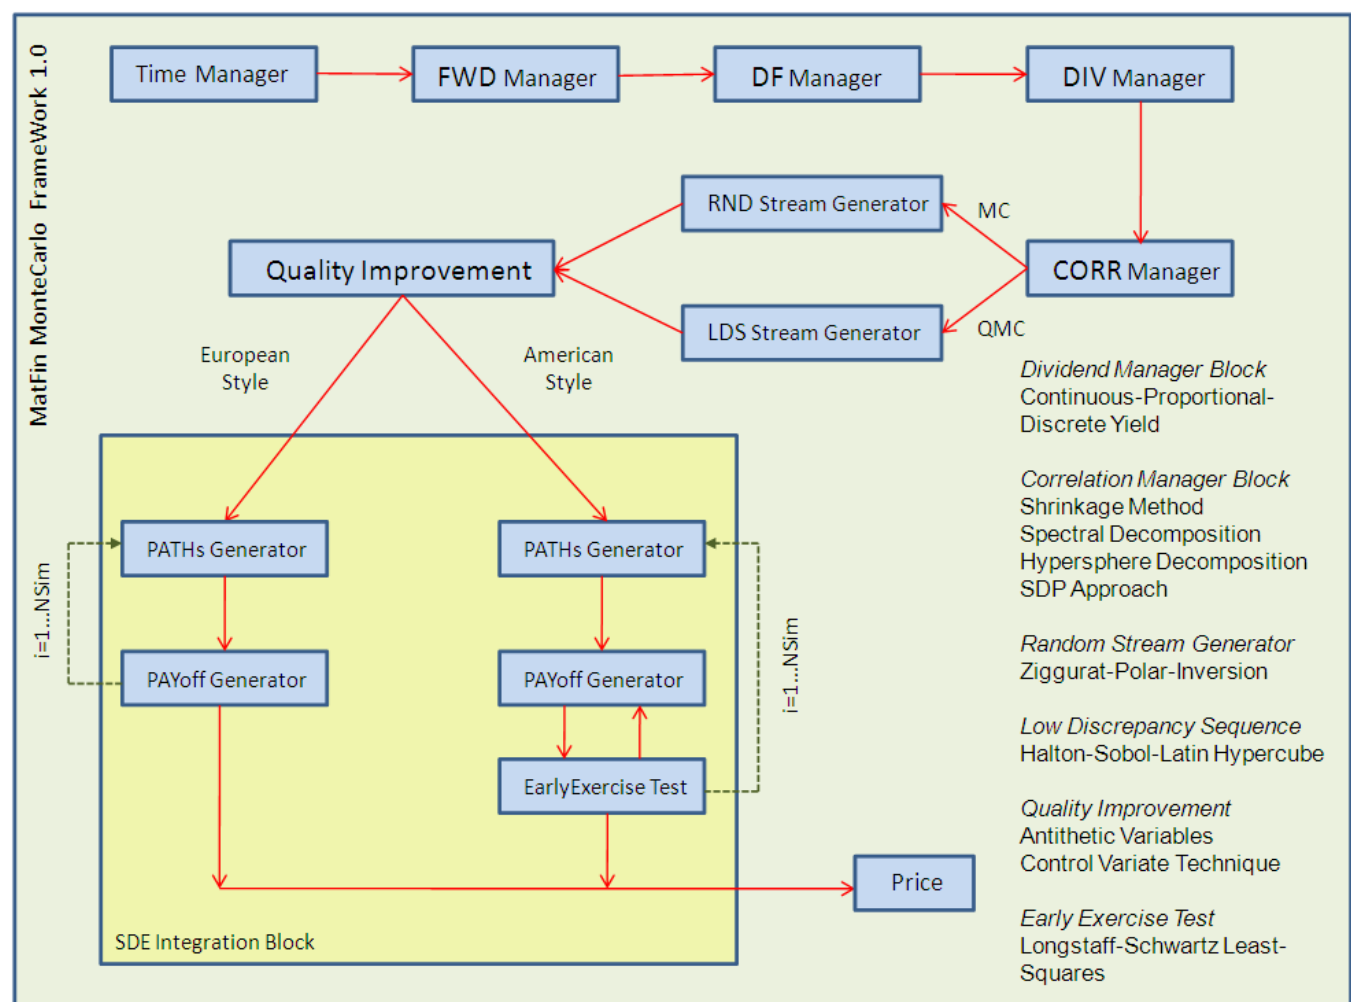 MatFin MonteCarlo FrameWork 1.0
Time Manager
FWD Manager
DF Manager
DIV Manager
RND Stream Generator
MC
Quality Improvement
CORR Manager
LDS Stream Generator
QMC
European
Style
American
Style
PATHs Generator
PATHs Generator
i=1...NSim
PAYoff Generator
PAYoff Generator
i=1...NSim
EarlyExercise Test
Price
SDE Integration Block
Dividend Manager Block
Continuous-Proportional-
Discrete Yield
Correlation Manager Block
Shrinkage Method
Spectral Decomposition
Hypersphere Decomposition
SDP Approach
Random Stream Generator
Ziggurat-Polar-Inversion
Low Discrepancy Sequence
Halton-Sobol-Latin Hypercube
Quality Improvement
Antithetic Variables
Control Variate Technique
Early Exercise Test
Longstaff-Schwartz Least-
Squares